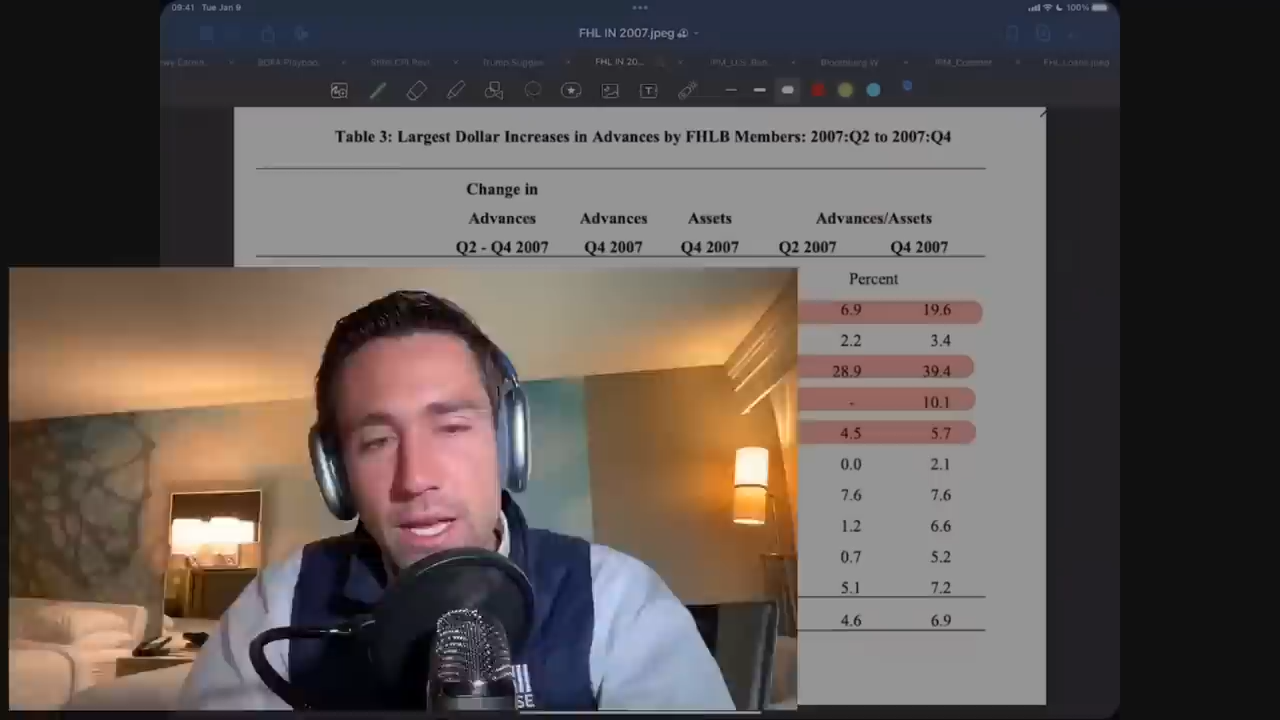 09:41 Tue Jan 9
100%
FHL IN 2007.jpeg
FHL IN 20...
Table 3: Largest Dollar Increases in Advances by FHLB Members: 2007:Q2 to 2007:Q4
Change in
Advances Advances Assets Advances/Assets
Q2 - Q4 2007 Q4 2007 Q4 2007 Q2 2007 Q4 2007
Percent
6.9 19.6
2.2 3.4
28.9 39.4
- 10.1
4.5 5.7
0.0 2.1
7.6 7.6
1.2 6.6
0.7 5.2
5.1 7.2
4.6 6.9
SE